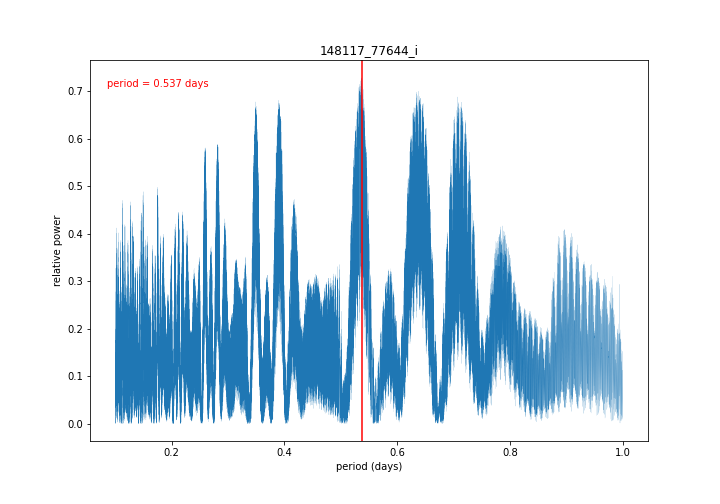 148117_77644_i
period = 0.537 days
relative power
0.7
0.6
0.5
0.4
0.3
0.2
0.1
0.0
0.2 0.4 0.6 0.8 1.0
period (days)